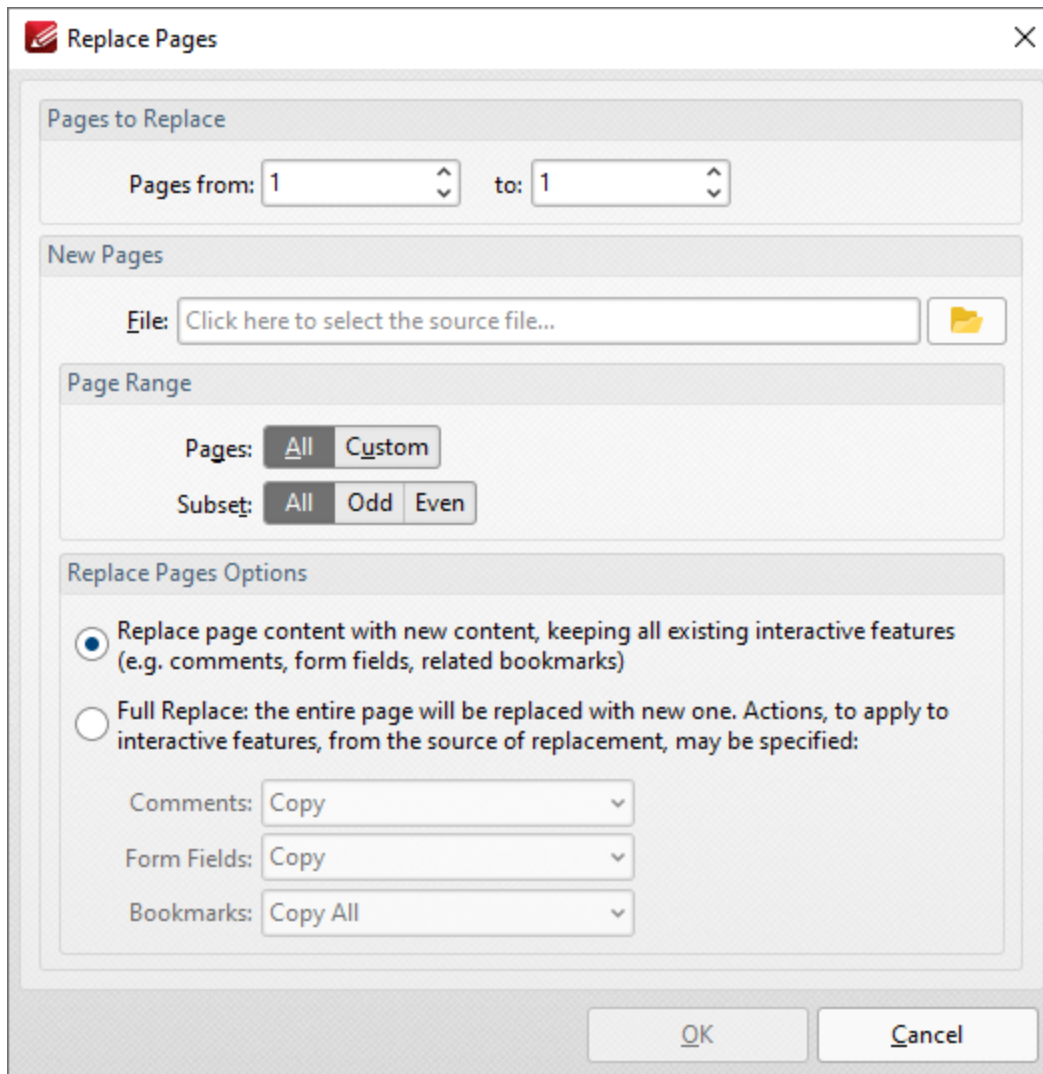 Replace Pages
Pages to Replace
Pages from: 1 to: 1
New Pages
File: Click here to select the source file...
Page Range
Pages: All Custom
Subset: All Odd Even
Replace Pages Options
Replace page content with new content, keeping all existing interactive features
(e.g. comments, form fields, related bookmarks)
Full Replace: the entire page will be replaced with new one. Actions, to apply to
interactive features, from the source of replacement, may be specified:
Comments: Copy
Form Fields: Copy
Bookmarks: Copy All
OK Cancel